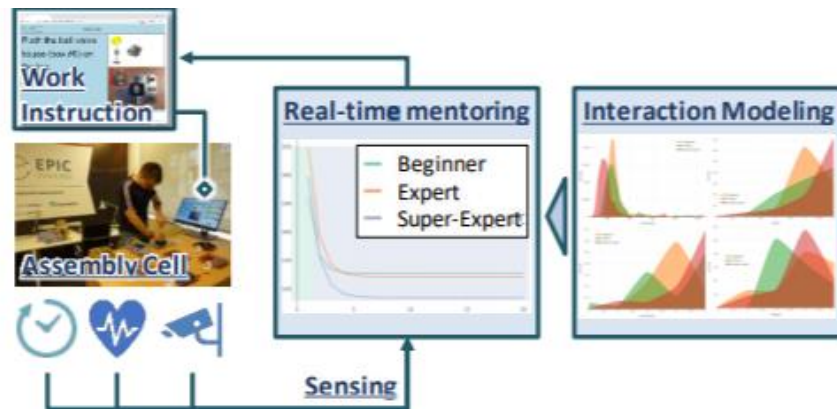 Push the ball valve
Work
Instruction
EPIC
Assembly Cell
Real-time mentoring
Beginner
Expert
Super-Expert
Interaction Modeling
Sensing